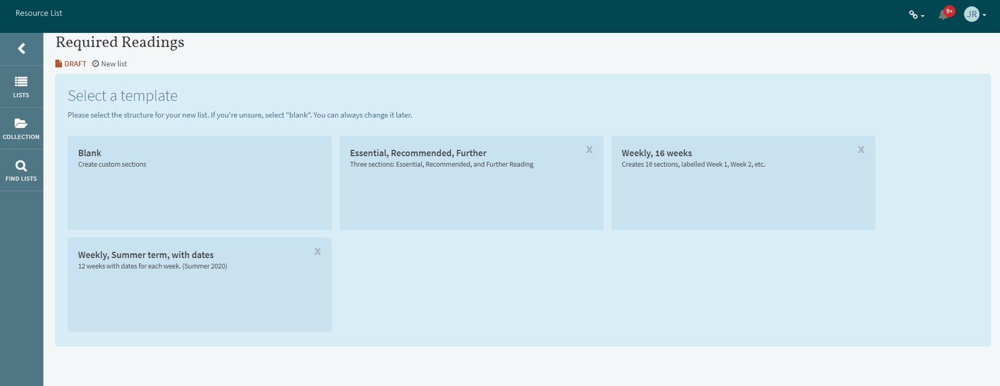 Resource List
9+
JR
Required Readings
DRAFT New list
LISTS
COLLECTION
FIND LISTS
Select a template
Please select the structure for your new list. If you're unsure, select "blank". You can always change it later.
Blank
Create custom sections
Essential, Recommended, Further
X
Three sections: Essential, Recommended, and Further Reading
Weekly, 16 weeks
X
Creates 16 sections, labelled Week 1, Week 2, etc.
Weekly, Summer term, with dates
X
12 weeks with dates for each week. (Summer 2020)